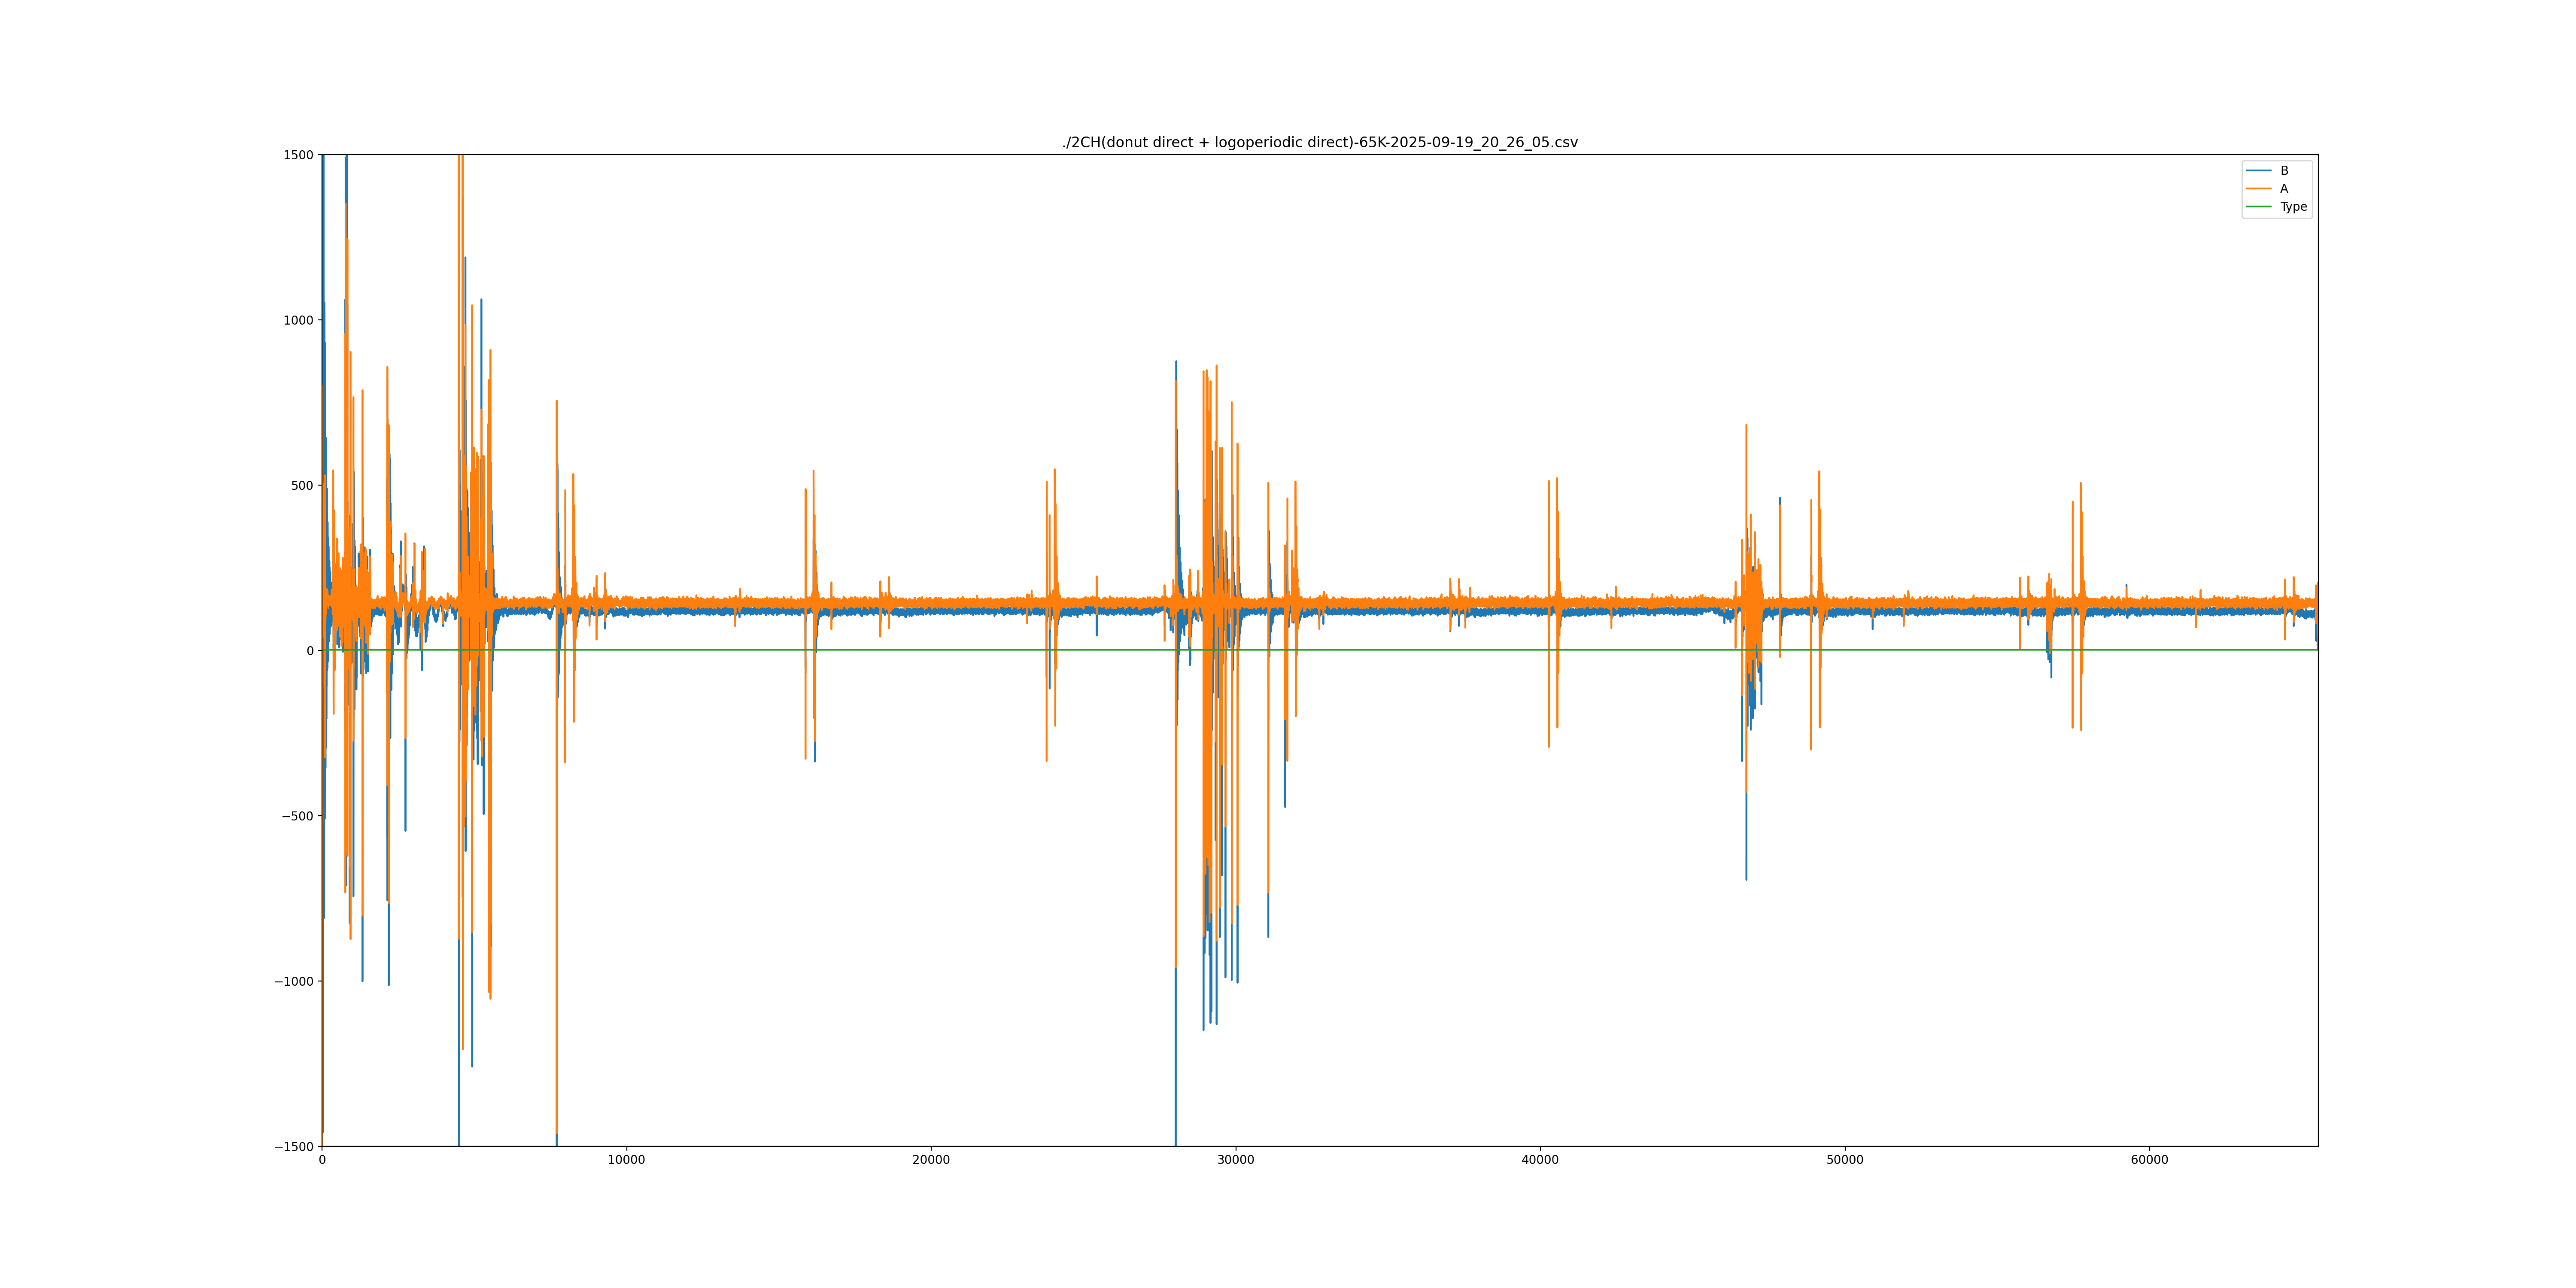 ./2CH(donut direct + logoperiodic direct)-65K-2025-09-19_20_26_05.csv
1500
B
A
Type
1000
500
0
−500
−1000
−1500
0 10000 20000 30000 40000 50000 60000